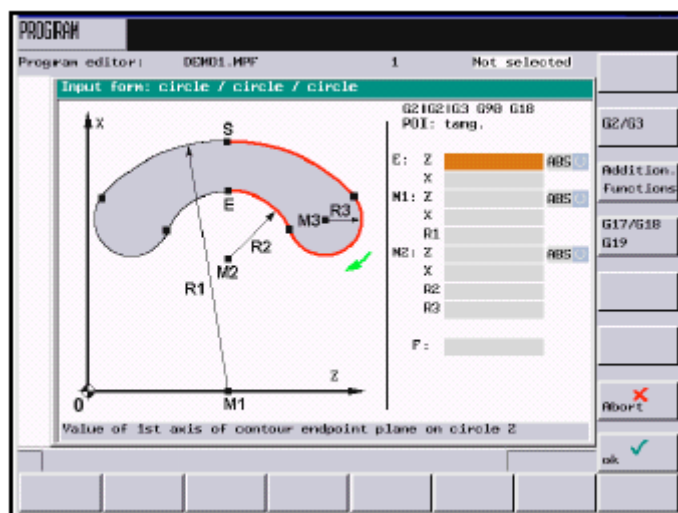 PROGRAM
Program editor: DEMO1.MPF 1 Not selected
Input form: circle / circle / circle
G2|G2|G3 G90 G18
POI: tang.
X
S
E
M3
R3
R2
M2
R1
Z
0
M1
E: Z ABS
X
M1: Z ABS
X
R1
M2: Z ABS
X
R2
R3
F:
Value of 1st axis of contour endpoint plane on circle 2
G2/G3
Addition.
Functions
G17/G18
G19
Abort
ok